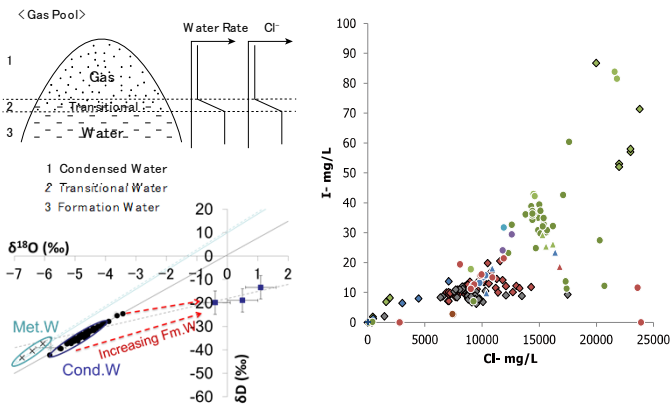 <Gas Pool>
Water Rate
Cl⁻
1
Gas
2
Transitional
3
Water
1 Condensed Water
2 Transitional Water
3 Formation Water
20
10
δ¹⁸O (‰)
0
-7 -6 -5 -4 -3 -2 -1 0 1 2
-10
-20
-30
-40
-50
-60
Met.W
Increasing Fm.W
Cond.W
δD (‰)
100
90
80
70
60
50
40
30
20
10
0
I- mg/L
0 5000 10000 15000 20000 25000
Cl- mg/L